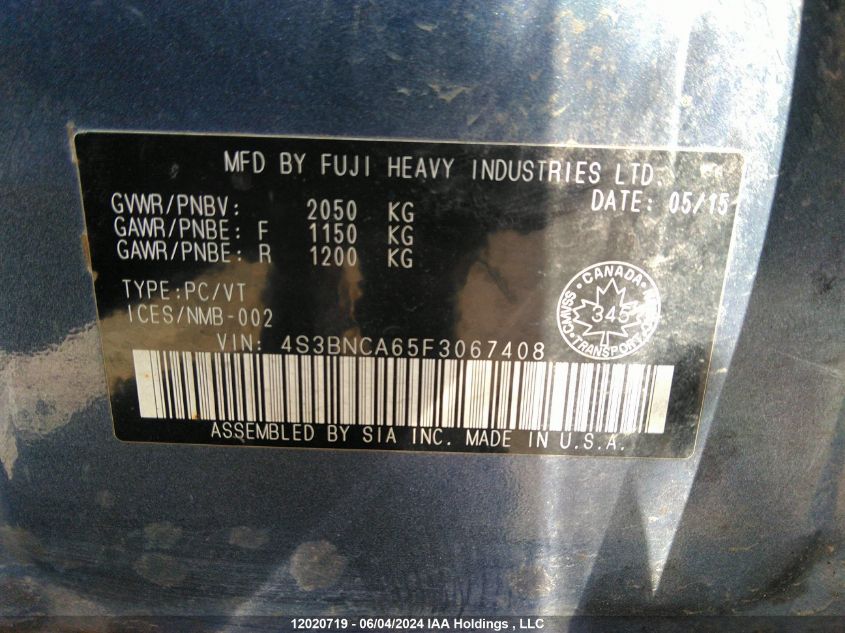 MFD BY FUJI HEAVY INDUSTRIES LTD.
DATE: 05/15
GVWR/PNBV: 2050 KG
GAWR/PNBE: F 1150 KG
GAWR/PNBE: R 1200 KG
TYPE:PC/VT
ICES/NMB-002
CANADA
345
TRANSPORT
VIN: 4S3BNCA65F3067408
ASSEMBLED BY SIA INC. MADE IN U.S.A.
12020719 - 06/04/2024 IAA Holdings , LLC